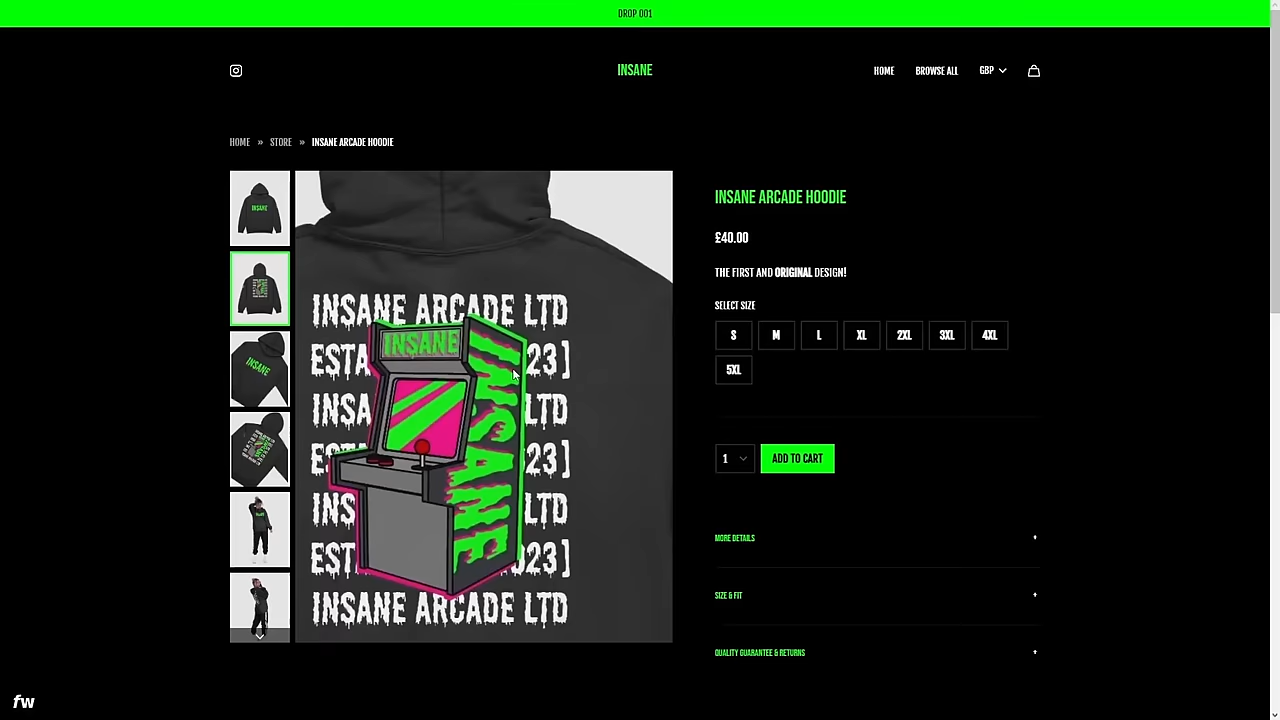 DROP 001
INSANE
HOME BROWSE ALL GBP
HOME » STORE » INSANE ARCADE HOODIE
INSANE
INSANE
INSANE ARCADE LTD
ESTA 23]
INSA LTD
ES 23]
INS LTD
EST 023]
INSANE ARCADE LTD
INSANE
INSANE
INSANE ARCADE HOODIE
£40.00
THE FIRST AND ORIGINAL DESIGN!
SELECT SIZE
S M L XL 2XL 3XL 4XL
5XL
1 ADD TO CART
MORE DETAILS +
SIZE & FIT +
QUALITY GUARANTEE & RETURNS +
fw